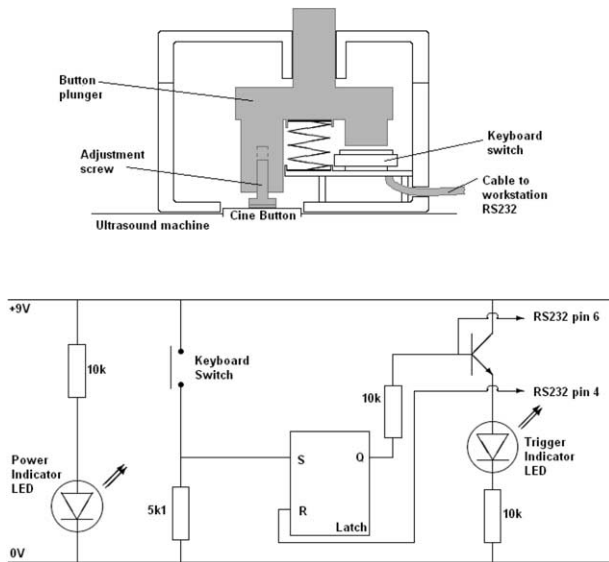 Button
plunger
Keyboard
switch
Adjustment
screw
Cable to
workstation
RS232
Cine Button
Ultrasound machine
+9V
RS232 pin 6
10k
Keyboard
Switch
10k
RS232 pin 4
Power
Indicator
LED
S
Q
Trigger
Indicator
LED
5k1
R
Latch
10k
0V